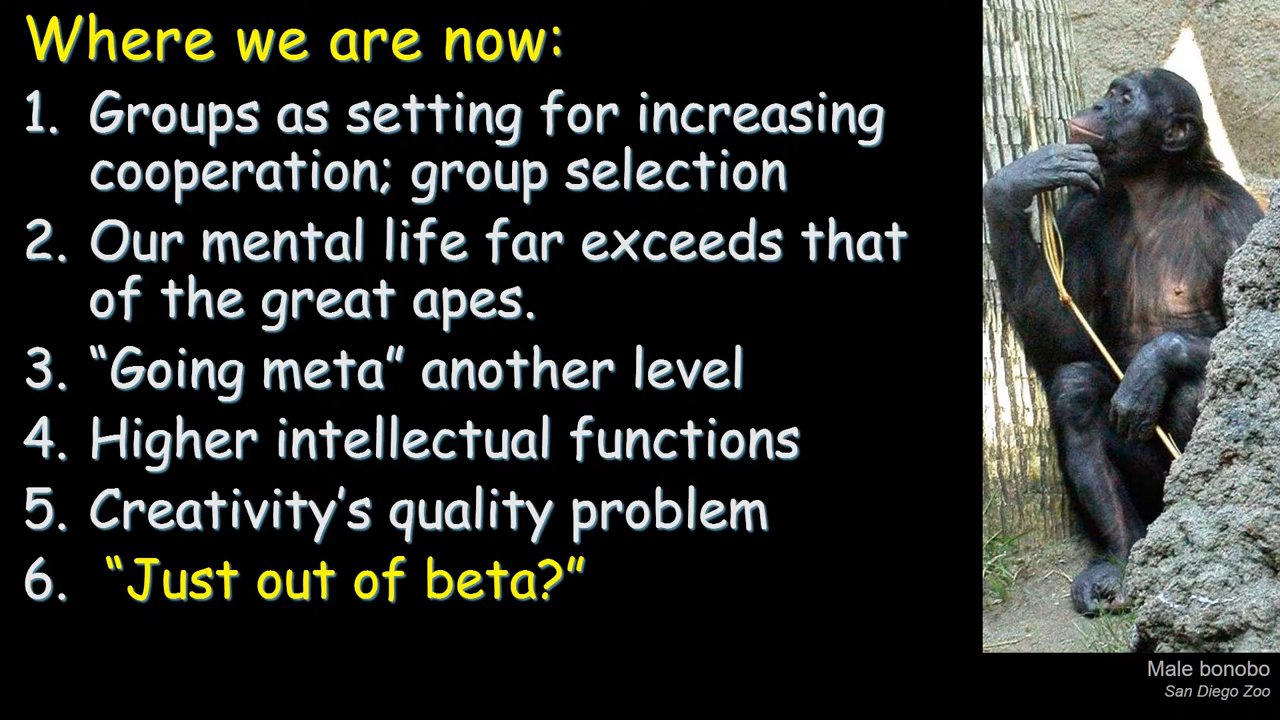 Where we are now:
1. Groups as setting for increasing
cooperation; group selection
2. Our mental life far exceeds that
of the great apes.
3. “Going meta” another level
4. Higher intellectual functions
5. Creativity’s quality problem
6. “Just out of beta?”
Male bonobo
San Diego Zoo